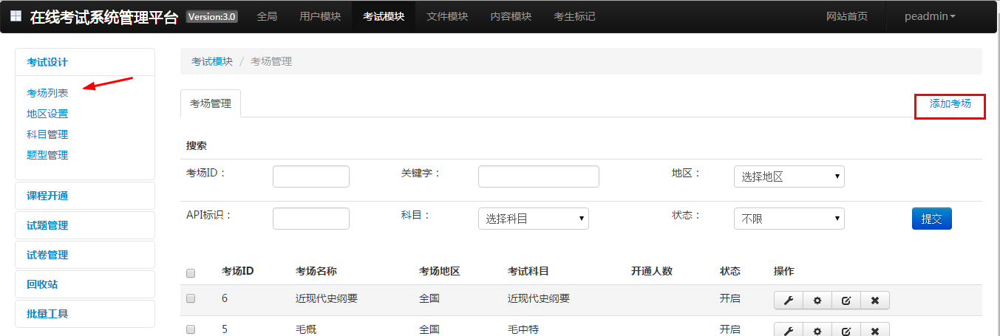 在线考试系统管理平台 Version:3.0 全局 用户模块 考试模块 文件模块 内容模块 考生标记 网站首页 peadmin
考试设计
考场列表
地区设置
科目管理
题型管理
课程开通
试题管理
试卷管理
回收站
批量工具
考试模块 / 考场管理
考场管理 添加考场
搜索
考场ID： 关键字： 地区： 选择地区
API标识： 科目： 选择科目 状态： 不限 提交
考场ID 考场名称 考场地区 考试科目 开通人数 状态 操作
6 近现代史纲要 全国 近现代史纲要 开启
5 毛概 全国 毛中特 开启